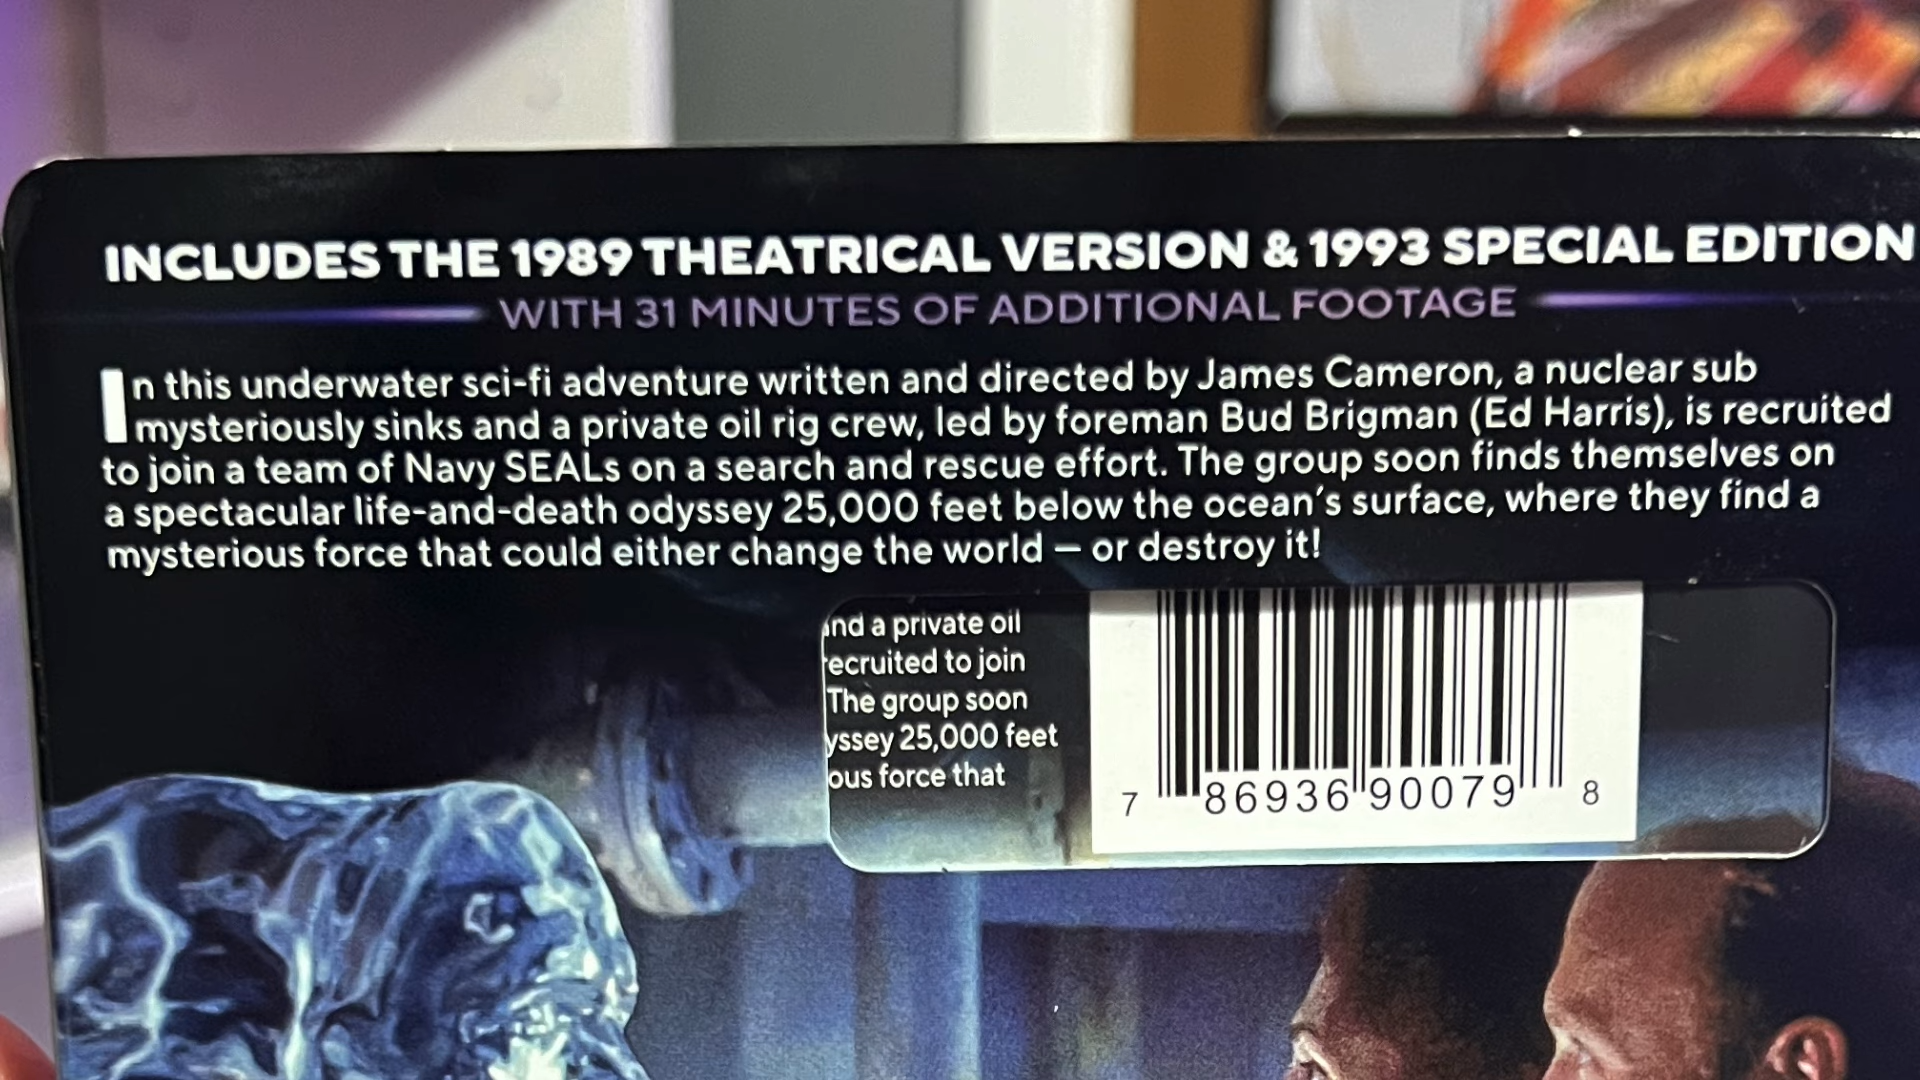 INCLUDES THE 1989 THEATRICAL VERSION & 1993 SPECIAL EDITION
WITH 31 MINUTES OF ADDITIONAL FOOTAGE
In this underwater sci-fi adventure written and directed by James Cameron, a nuclear sub
mysteriously sinks and a private oil rig crew, led by foreman Bud Brigman (Ed Harris), is recruited
to join a team of Navy SEALs on a search and rescue effort. The group soon finds themselves on
a spectacular life-and-death odyssey 25,000 feet below the ocean's surface, where they find a
mysterious force that could either change the world – or destroy it!
nd a private oil
ecruited to join
The group soon
yssey 25,000 feet
ous force that
7 86936 90079 8